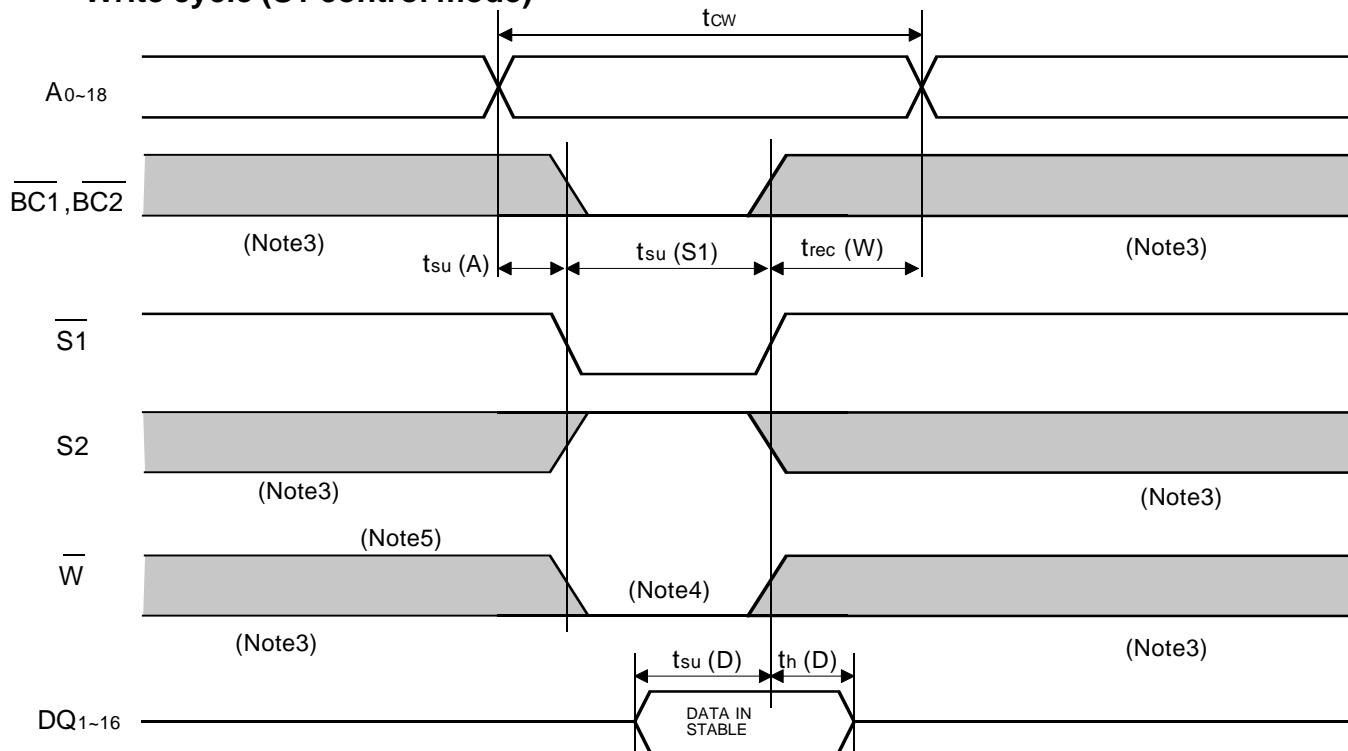 Write cycle (S1 control mode)
tcw
A0~18
BC1,BC2
(Note3)
(Note3)
tsu (A)
tsu (S1)
trec (W)
S1
S2
(Note3)
(Note3)
(Note5)
W
(Note4)
(Note3)
(Note3)
tsu (D)
th (D)
DQ1~16
DATA IN
STABLE